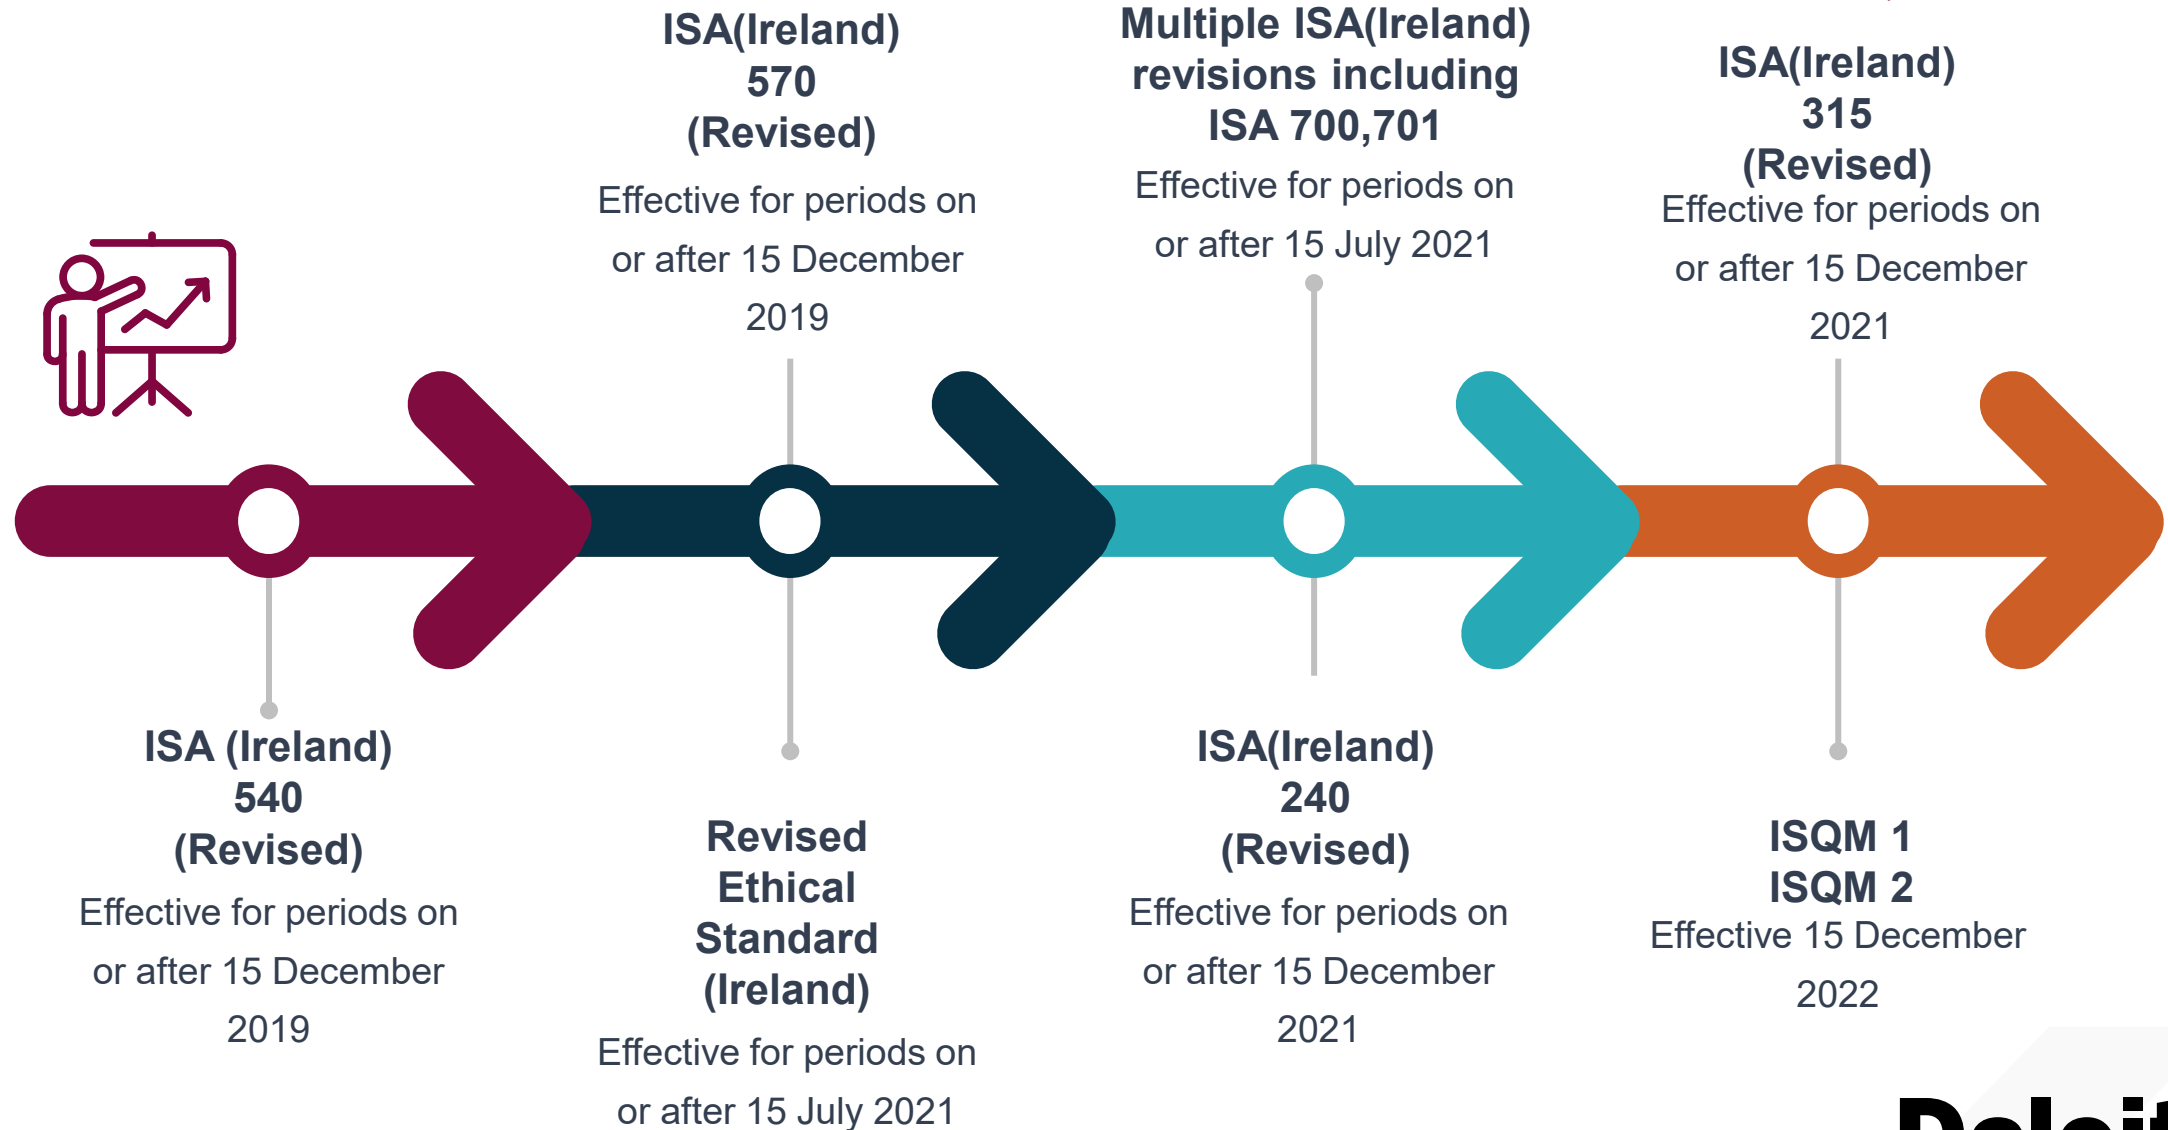 ISA(Ireland)
570
(Revised)
Effective for periods on
or after 15 December
2019
Multiple ISA(Ireland)
revisions including
ISA 700,701
Effective for periods on
or after 15 July 2021
ISA(Ireland)
315
(Revised)
Effective for periods on
or after 15 December
2021
ISA (Ireland)
540
(Revised)
Effective for periods on
or after 15 December
2019
Revised
Ethical
Standard
(Ireland)
Effective for periods on
or after 15 July 2021
ISA(Ireland)
240
(Revised)
Effective for periods on
or after 15 December
2021
ISQM 1
ISQM 2
Effective 15 December
2022